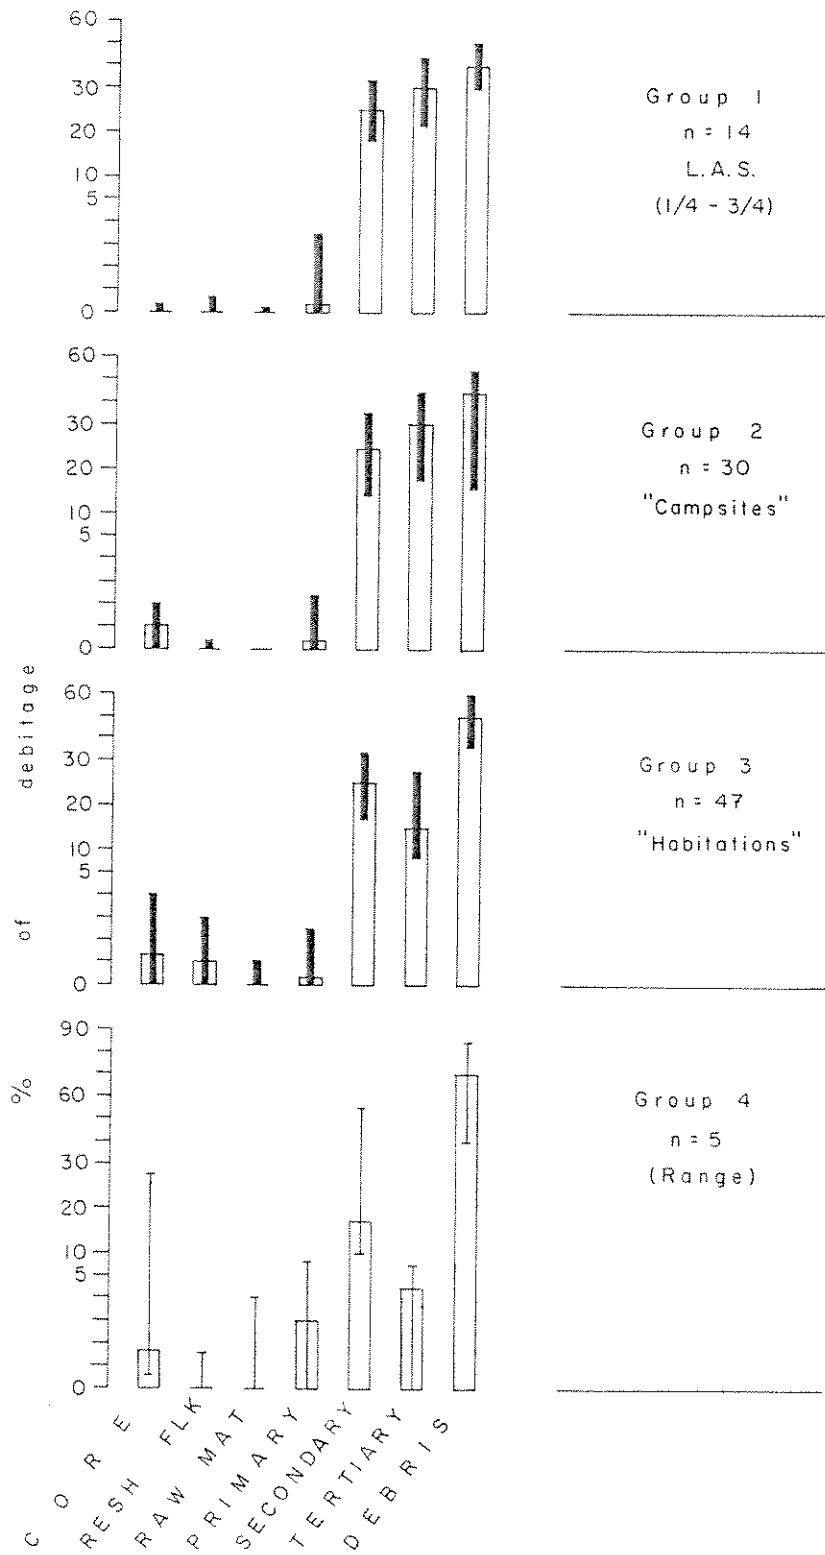 60
30
20
10
5
0
Group 1
n = 14
L.A.S.
(1/4 - 3/4)
60
30
20
10
5
0
Group 2
n = 30
"Campsites"
60
30
20
10
5
0
Group 3
n = 47
"Habitations"
90
60
30
20
10
5
0
Group 4
n = 5
(Range)
% of debitage
CORE
RESH FLK
RAW MAT
PRIMARY
SECONDARY
TERTIARY
DEBRIS